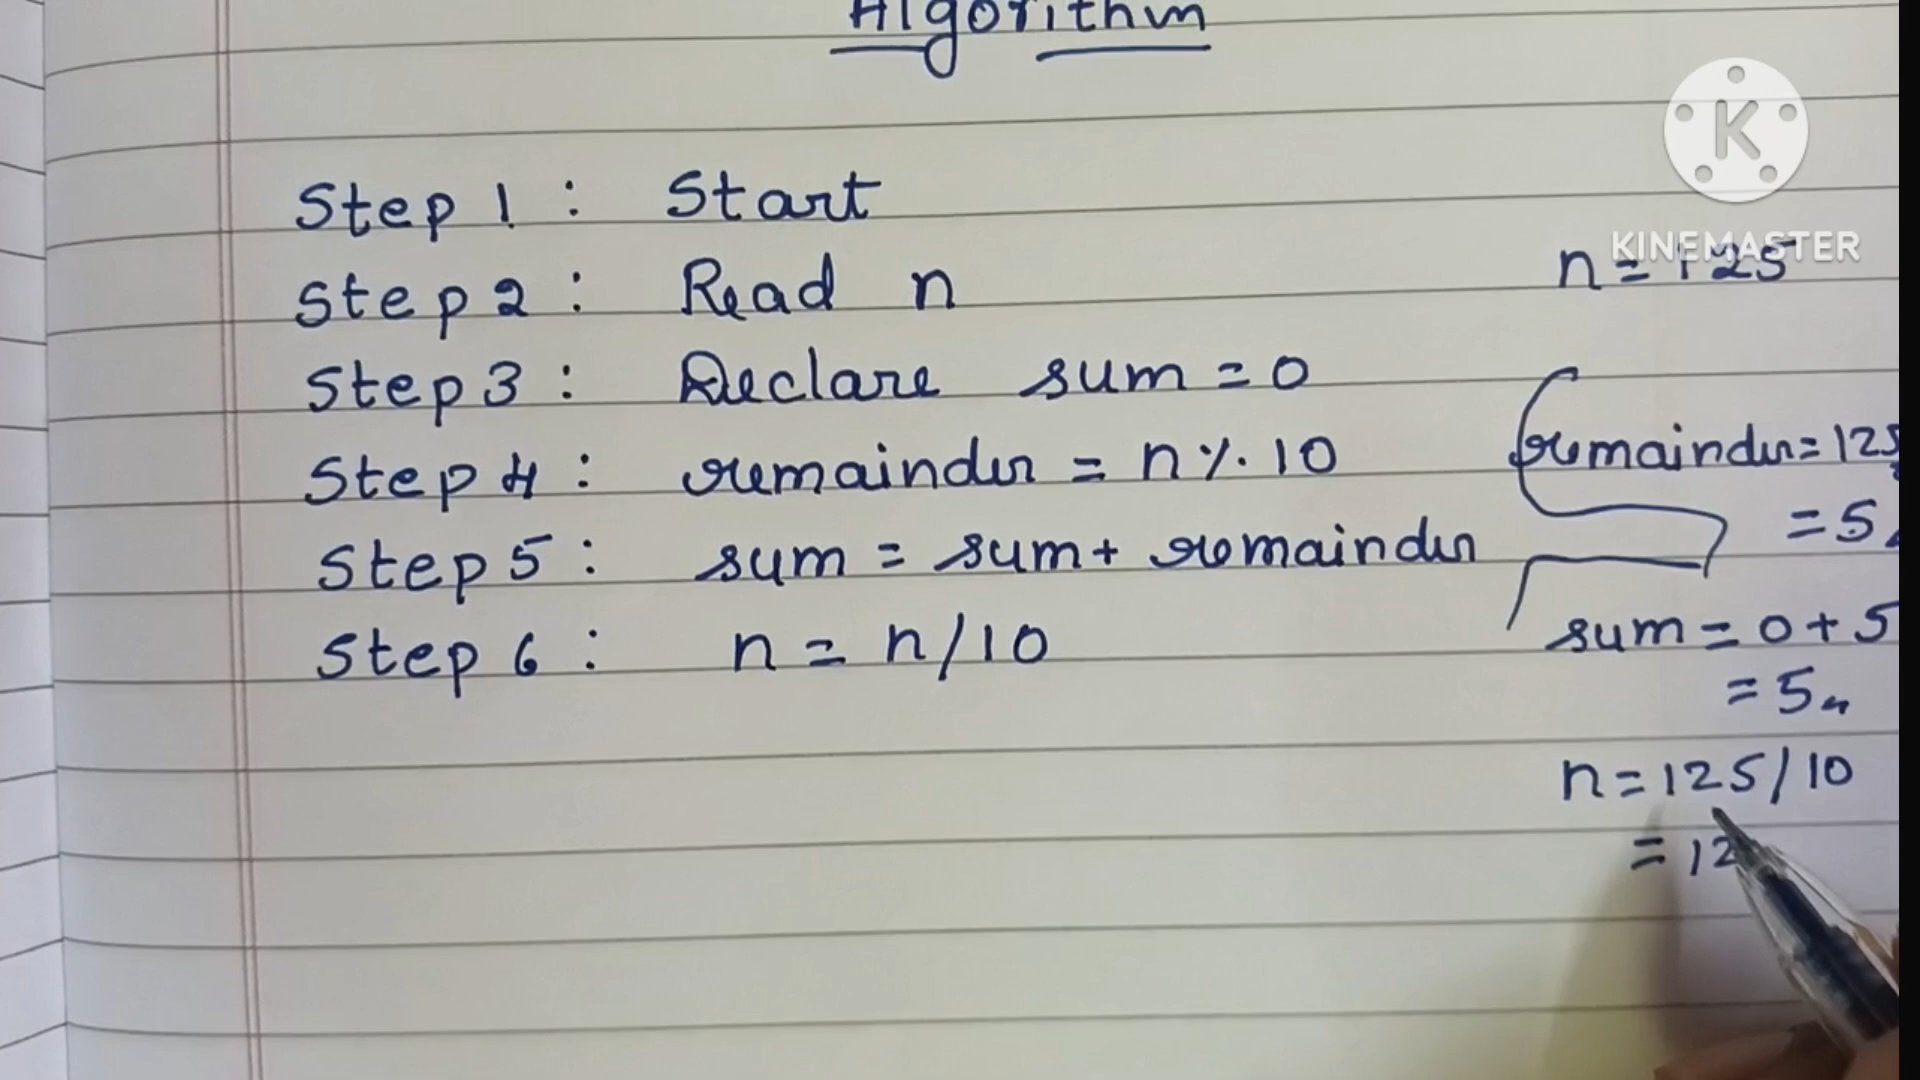 Algorithm
Step 1 : Start
Step 2 : Read n
Step 3 : Declare sum = 0
Step 4 : remainder = n % 10
Step 5 : sum = sum + remainder
Step 6 : n = n / 10
K
KINEMASTER
n = 125
remainder = 125
= 5
sum = 0 + 5
= 5
n = 125 / 10
= 12